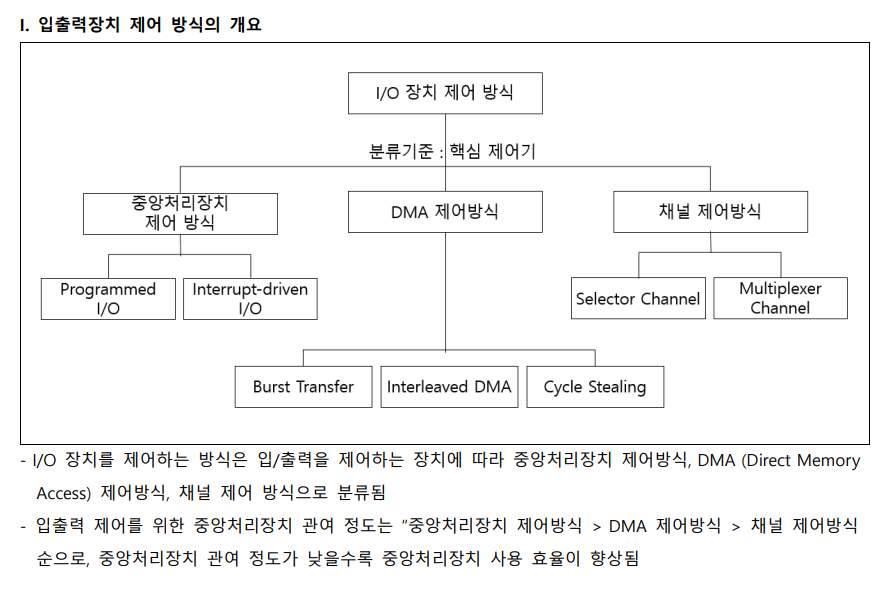 I. 입출력장치 제어 방식의 개요
I/O 장치 제어 방식
분류기준 : 핵심 제어기
중앙처리장치
제어 방식
DMA 제어방식
채널 제어방식
Programmed
I/O
Interrupt-driven
I/O
Selector Channel
Multiplexer
Channel
Burst Transfer
Interleaved DMA
Cycle Stealing
- I/O 장치를 제어하는 방식은 입/출력을 제어하는 장치에 따라 중앙처리장치 제어방식, DMA (Direct Memory
Access) 제어방식, 채널 제어 방식으로 분류됨
- 입출력 제어를 위한 중앙처리장치 관여 정도는 “중앙처리장치 제어방식 > DMA 제어방식 > 채널 제어방식
순으로, 중앙처리장치 관여 정도가 낮을수록 중앙처리장치 사용 효율이 향상됨